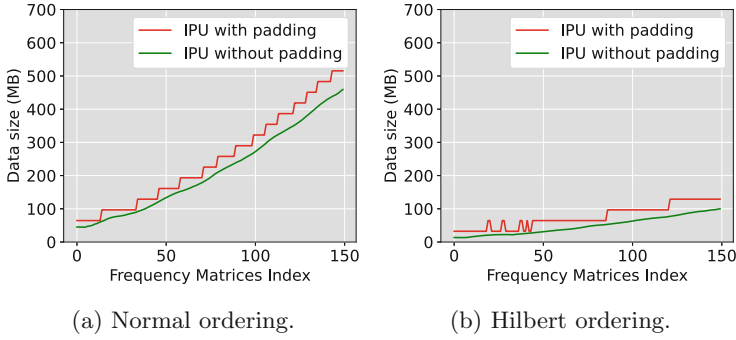 700
600
500
400
300
200
100
0
Data size (MB)
IPU with padding
IPU without padding
0 50 100 150
Frequency Matrices Index
(a) Normal ordering.
700
600
500
400
300
200
100
0
Data size (MB)
IPU with padding
IPU without padding
0 50 100 150
Frequency Matrices Index
(b) Hilbert ordering.